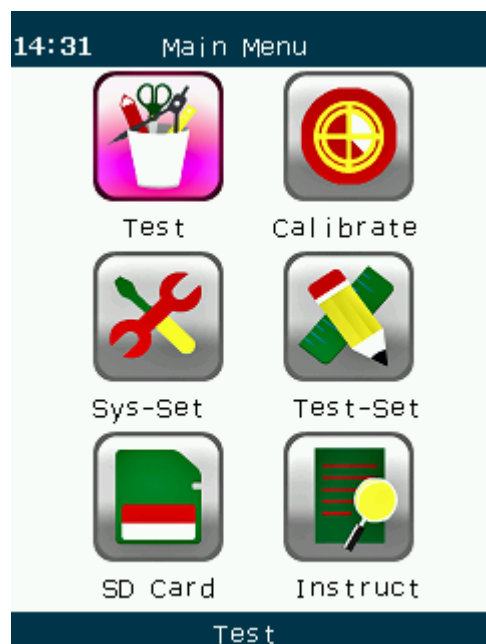 14:31 Main Menu
Test Calibrate
Sys-Set Test-Set
SD Card Instruct
Test